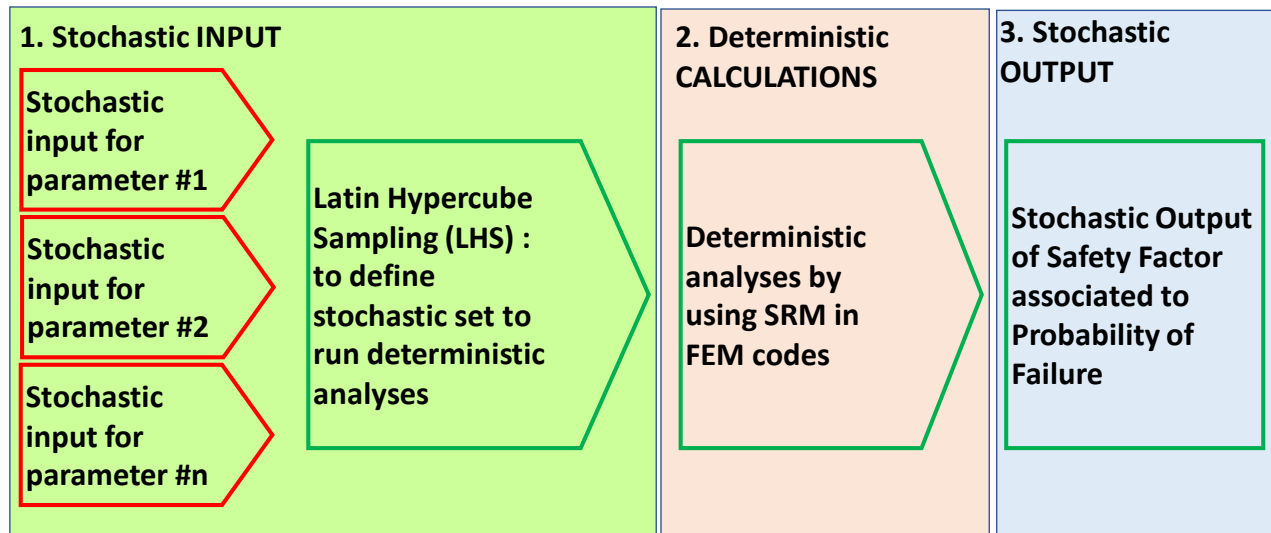 1. Stochastic INPUT
Stochastic
input for
parameter #1
Stochastic
input for
parameter #2
Stochastic
input for
parameter #n
Latin Hypercube
Sampling (LHS) :
to define
stochastic set to
run deterministic
analyses
2. Deterministic
CALCULATIONS
Deterministic
analyses by
using SRM in
FEM codes
3. Stochastic
OUTPUT
Stochastic Output
of Safety Factor
associated to
Probability of
Failure